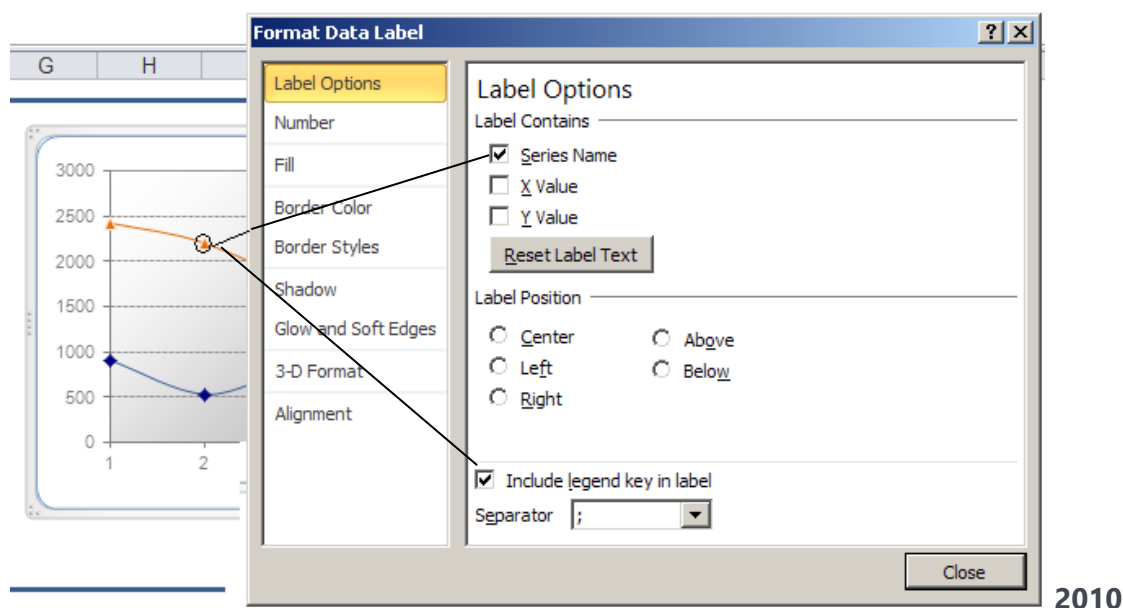 Format Data Label
G H
Label Options
Number
Fill
Border Color
Border Styles
Shadow
Glow and Soft Edges
3-D Format
Alignment
Label Options
Label Contains
Series Name
X Value
Y Value
Reset Label Text
Label Position
Center Above
Left Below
Right
Include legend key in label
Separator ;
Close
3000
2500
2000
1500
1000
500
0
1 2
2010